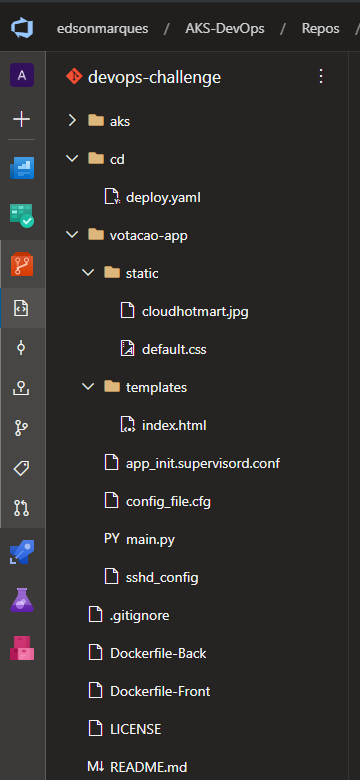 edsonmarques / AKS-DevOps / Repos /
A
devops-challenge
aks
cd
deploy.yaml
votacao-app
static
cloudhotmart.jpg
default.css
templates
index.html
app_init.supervisord.conf
config_file.cfg
PY main.py
sshd_config
.gitignore
Dockerfile-Back
Dockerfile-Front
LICENSE
M↓ README.md